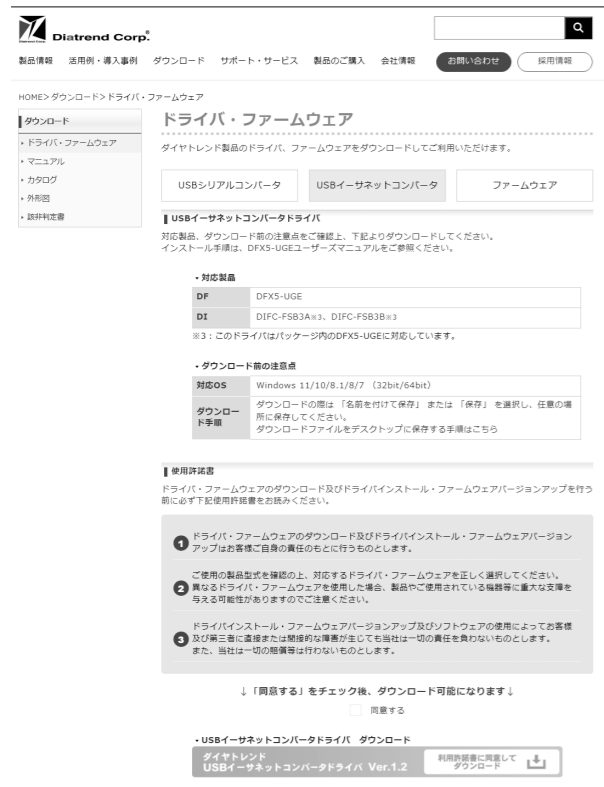 Diatrend Corp.
製品情報 活用例・導入事例 ダウンロード サポート・サービス 製品のご購入 会社情報 お問い合わせ 採用情報
HOME>ダウンロード>ドライバ・ファームウェア
ダウンロード
ドライバ・ファームウェア
マニュアル
カタログ
外形図
該非判定書
ドライバ・ファームウェア
ダイヤトレンド製品のドライバ、ファームウェアをダウンロードしてご利用いただけます。
USBシリアルコンバータ USBイーサネットコンバータ ファームウェア
USBイーサネットコンバータドライバ
対応製品、ダウンロード前の注意点をご確認上、下記よりダウンロードしてください。
インストール手順は、DFX5-UGEユーザーズマニュアルをご参照ください。
・対応製品
DF DFX5-UGE
DI DIFC-FSB3A※3、DIFC-FSB3B※3
※3：このドライバはパッケージ内のDFX5-UGEに対応しています。
・ダウンロード前の注意点
対応OS Windows 11/10/8.1/8/7 （32bit/64bit）
ダウンロード手順
ダウンロードの際は 「名前を付けて保存」 または 「保存」 を選択し、任意の場
所に保存してください。
ダウンロードファイルをデスクトップに保存する手順はこちら
使用許諾書
ドライバ・ファームウェアのダウンロード及びドライバインストール・ファームウェアバージョンアップを行う
前に必ず下記使用許諾書をお読みください。
1 ドライバ・ファームウェアのダウンロード及びドライバインストール・ファームウェアバージョン
アップはお客様ご自身の責任のもとに行うものとします。
2 ご使用の製品型式を確認の上、対応するドライバ・ファームウェアを正しく選択してください。
異なるドライバ・ファームウェアを使用した場合、製品やご使用されている機器等に重大な支障を
与える可能性がありますのでご注意ください。
3 ドライバインストール・ファームウェアバージョンアップ及びソフトウェアの使用によってお客様
及び第三者に直接または間接的な障害が生じても当社は一切の責任を負わないものとします。
また、当社は一切の賠償等は行わないものとします。
↓「同意する」をチェック後、ダウンロード可能になります↓
同意する
・USBイーサネットコンバータドライバ ダウンロード
ダイヤトレンド
USBイーサネットコンバータドライバ Ver.1.2
利用許諾書に同意して
ダウンロード